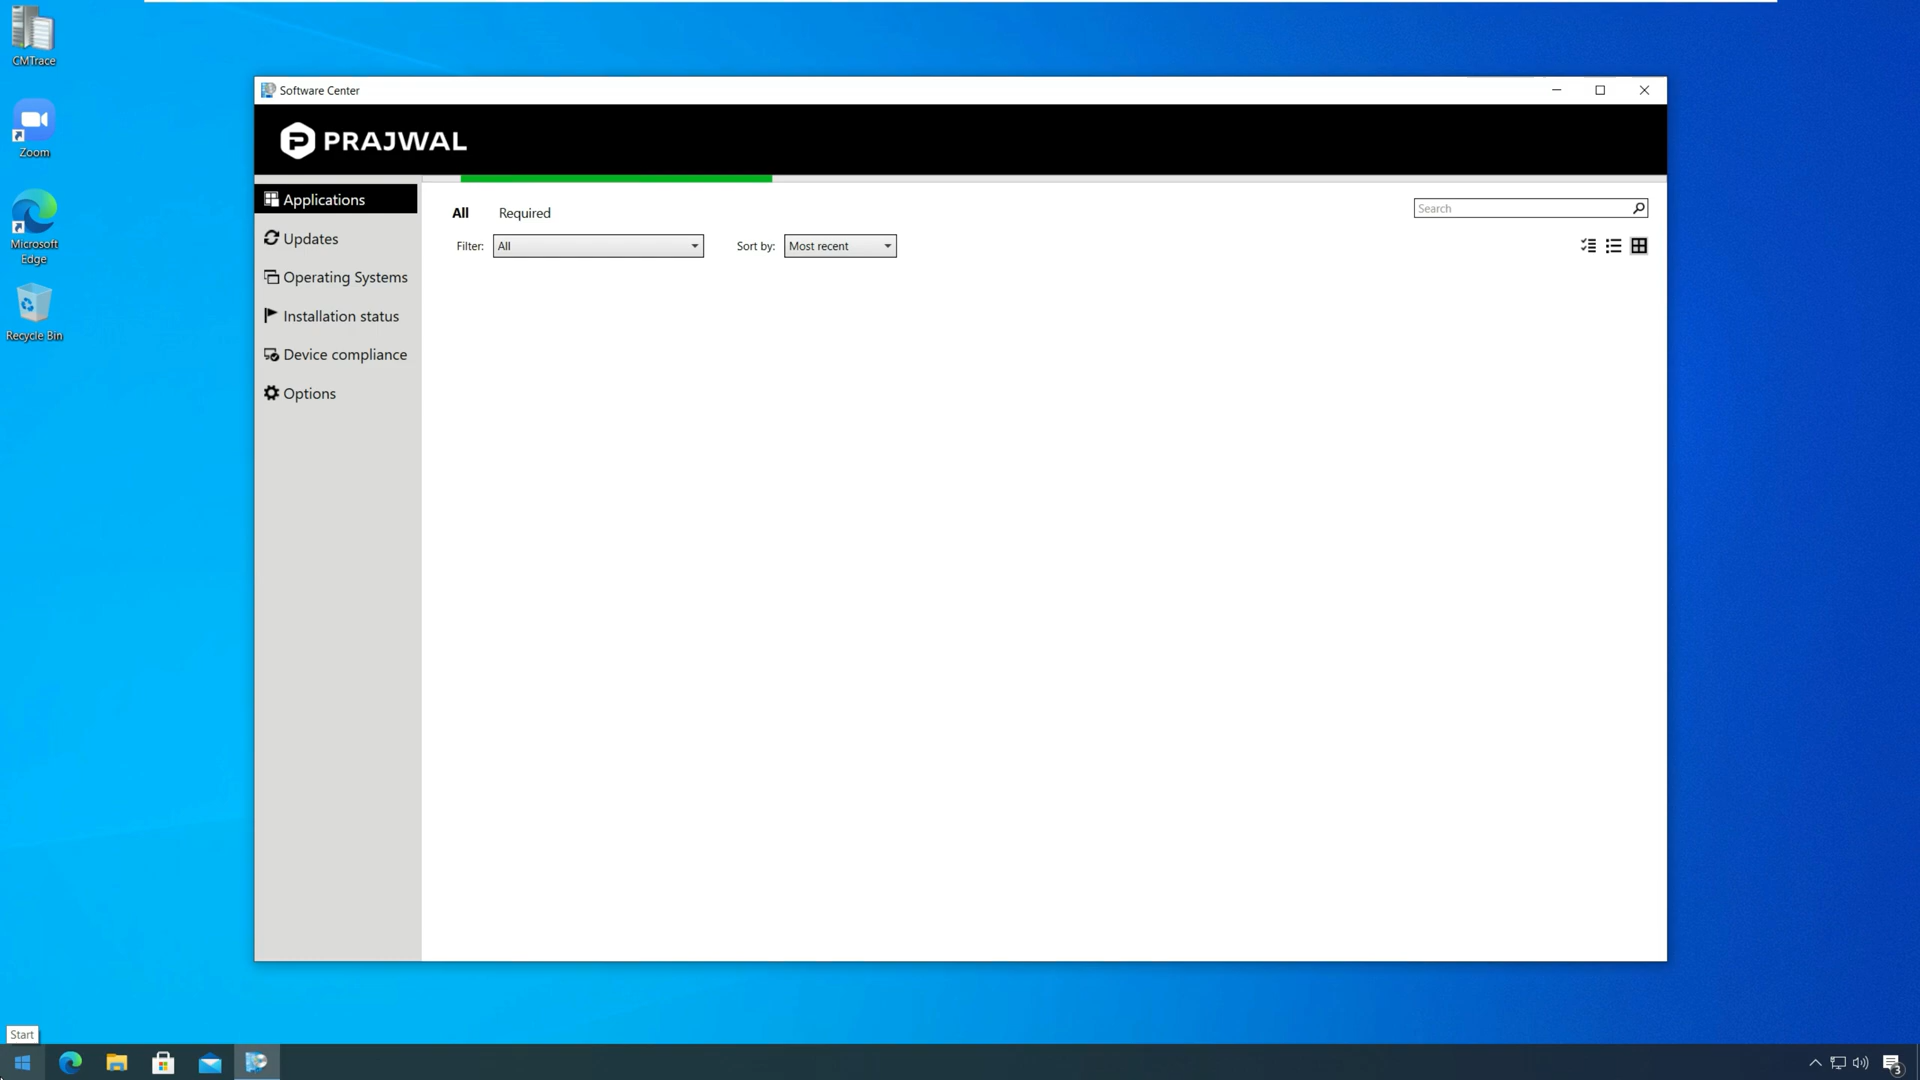 CMTrace
Zoom
Microsoft
Edge
Recycle Bin
Software Center
PRAJWAL
Applications
Updates
Operating Systems
Installation status
Device compliance
Options
All
Required
Search
Filter:
All
Sort by:
Most recent
Start
3